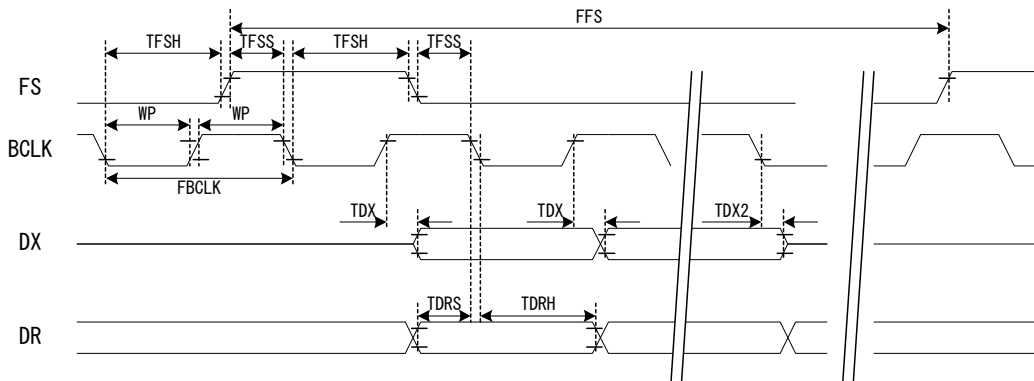 FFS
TFSH TFSS TFSH TFSS
FS
WP WP
BCLK
FBCLK
TDX TDX TDX2
DX
TDRS TDRH
DR